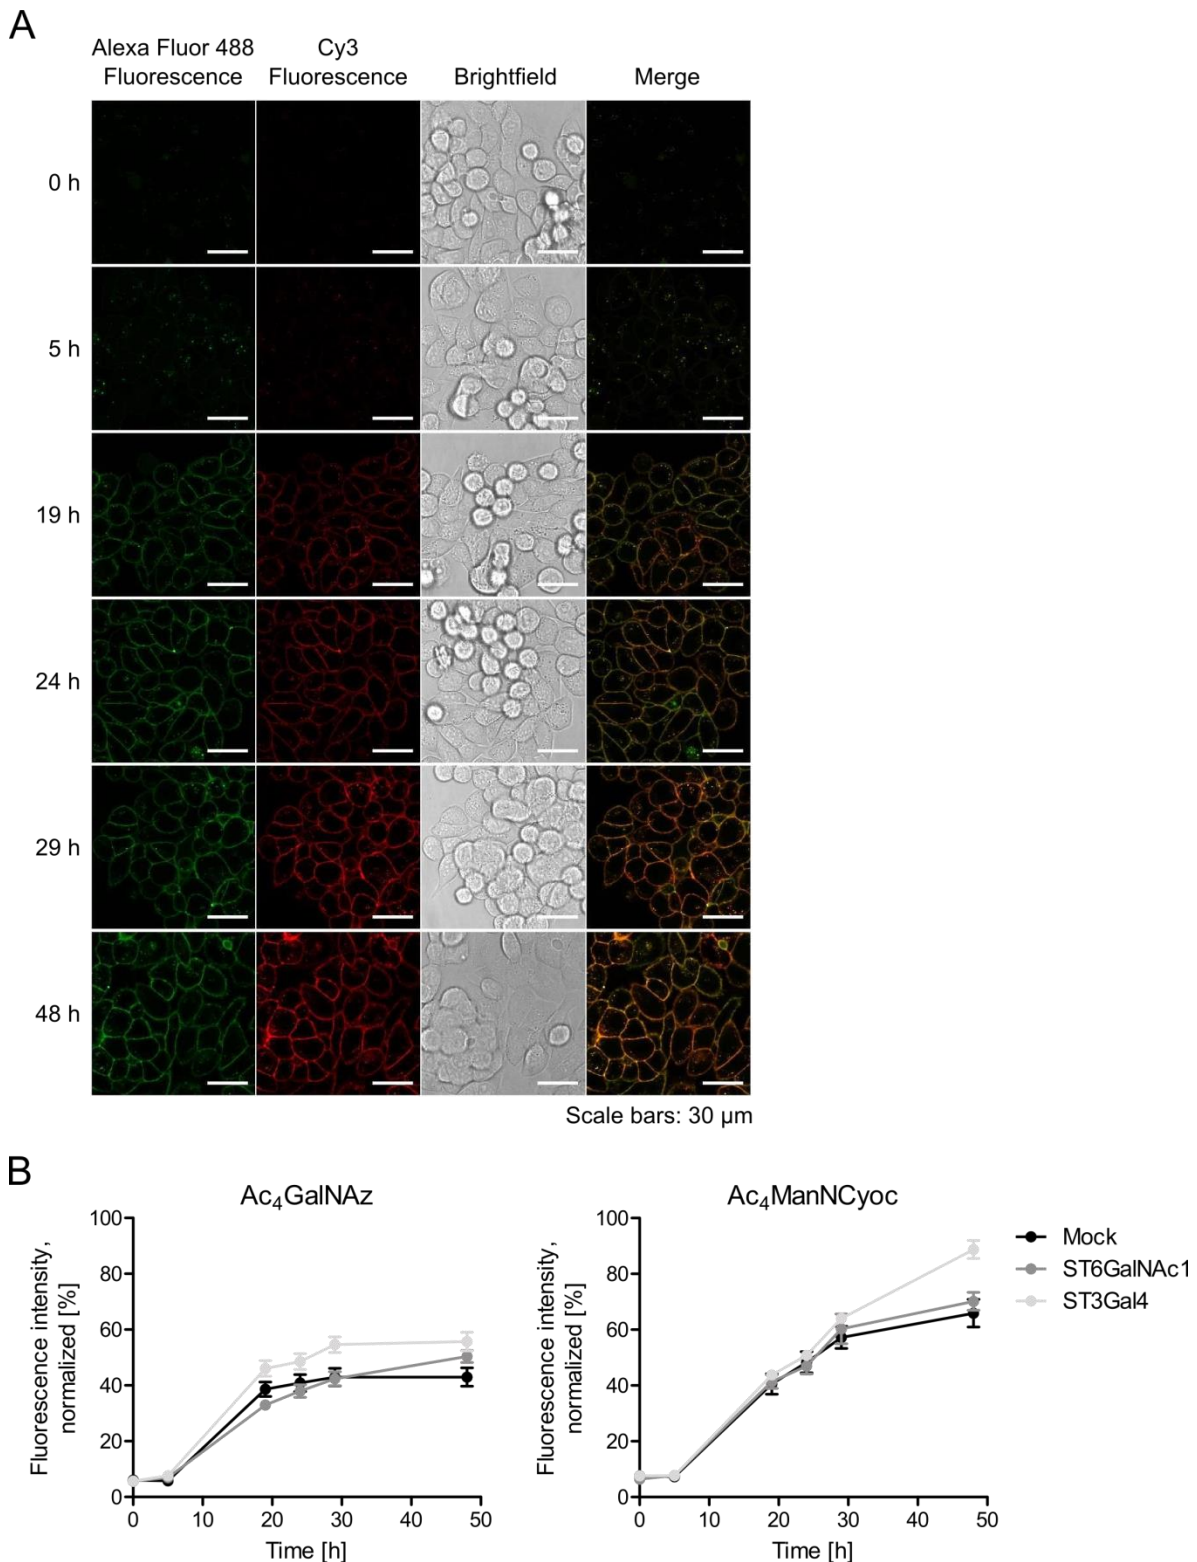 A
Alexa Fluor 488
Fluorescence
Cy3
Fluorescence
Brightfield
Merge
0 h
5 h
19 h
24 h
29 h
48 h
Scale bars: 30 µm
B
Ac₄GalNAz
Fluorescence intensity,
normalized [%]
100
80
60
40
20
0
0 10 20 30 40 50
Time [h]
Ac₄ManNCyoc
Fluorescence intensity,
normalized [%]
100
80
60
40
20
0
0 10 20 30 40 50
Time [h]
Mock
ST6GalNAc1
ST3Gal4